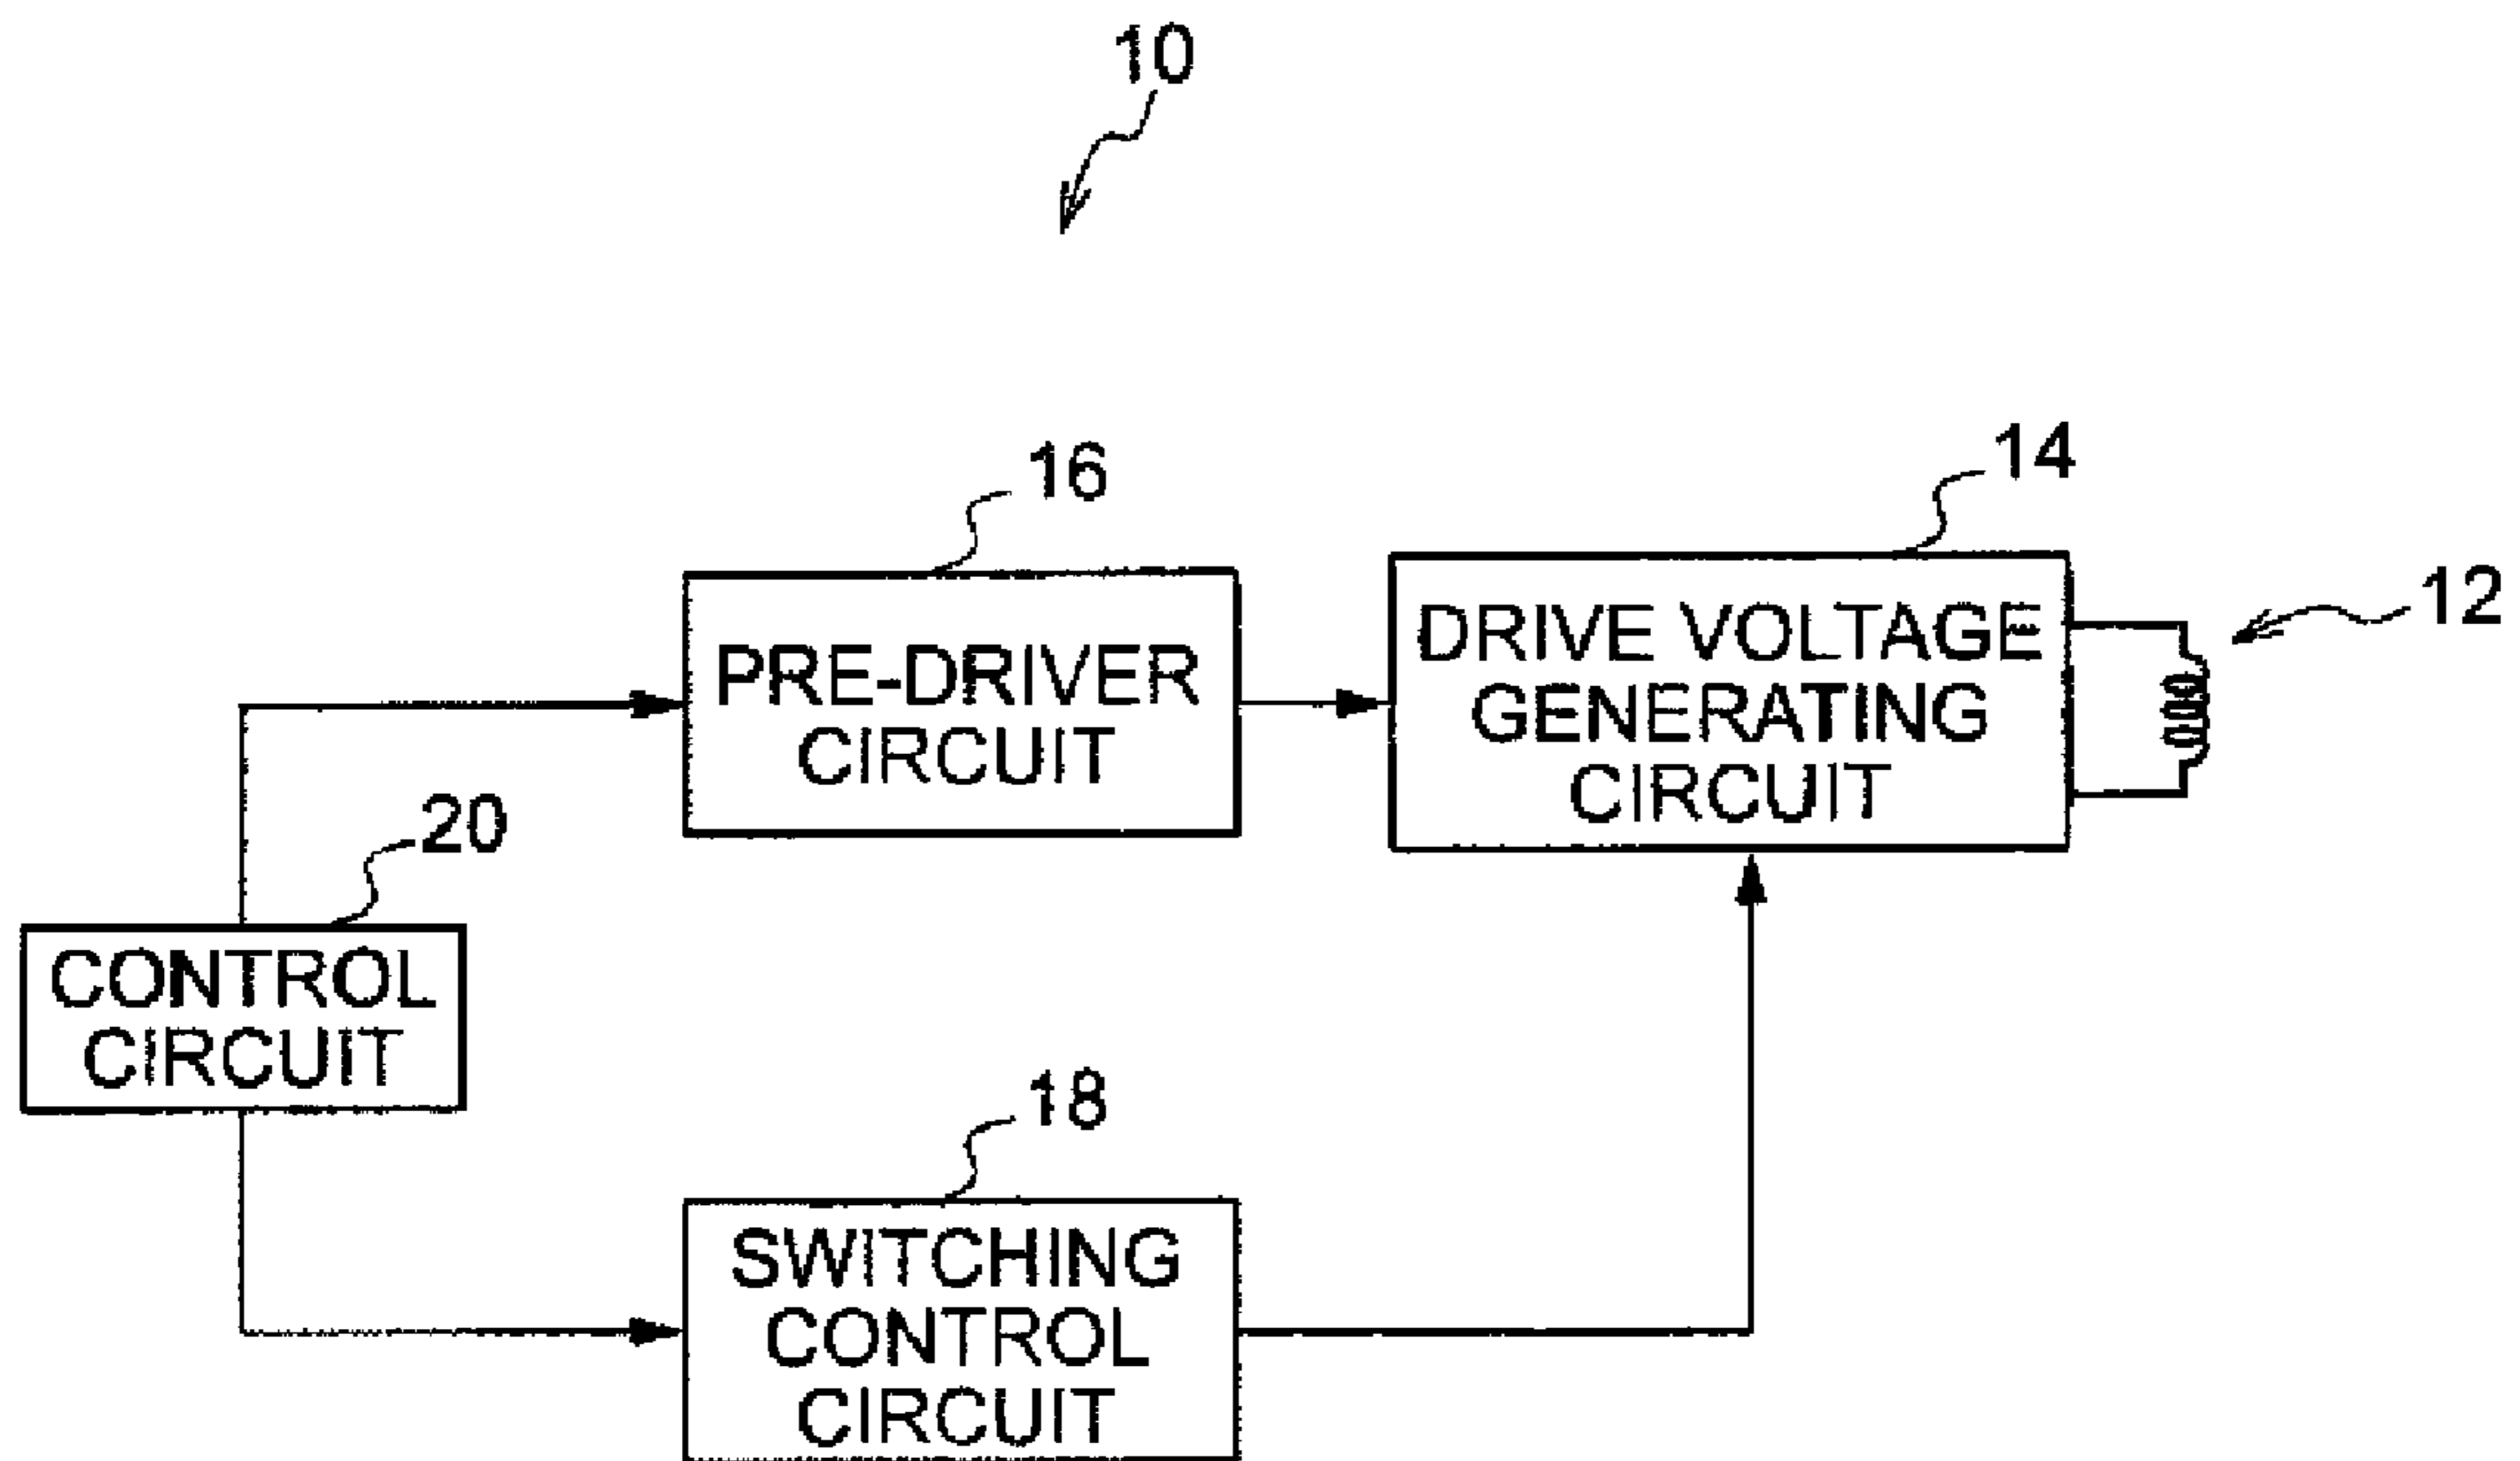 10
16
14
12
PRE-DRIVER
CIRCUIT
DRIVE VOLTAGE
GENERATING
CIRCUIT
20
CONTROL
CIRCUIT
18
SWITCHING
CONTROL
CIRCUIT